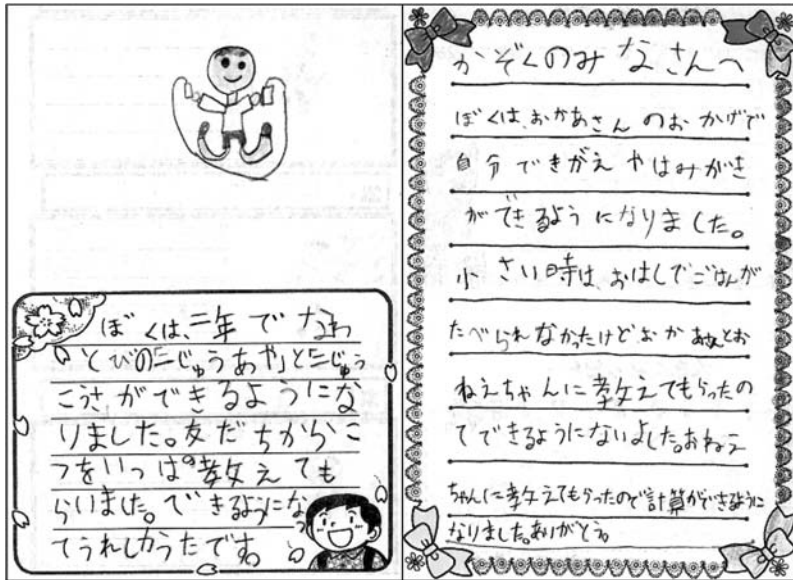 ぼくは、二年でなわ
とびの「二じゅうあや」と「二じゅう
こうさ」ができるようにな
りました。友だちからこ
つをいっぱい教えても
らいました。できるようになっ
てうれしかったです。
かぞくのみなさんへ
ぼくは、おかあさんのおかげで
自分できがえやはみがき
ができるようになりました。
小さい時は、おはしでごはんが
たべられなかったけどおかあさんとお
ねえちゃんに教えてもらったの
でできるようになりました。おねえ
ちゃんに教えてもらったので計算ができるように
なりました。ありがとう。